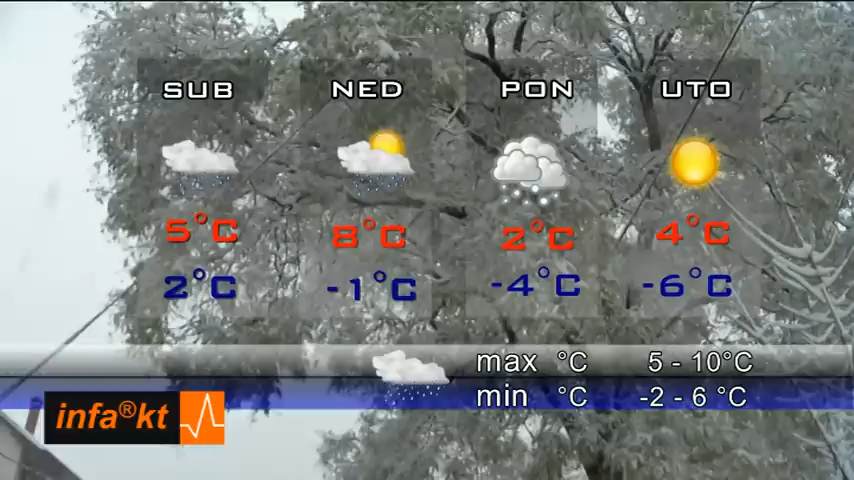 SUB NED PON UTO
5°C 8°C 2°C 4°C
2°C -1°C -4°C -6°C
max °C 5 - 10°C
min °C -2 - 6 °C
infa®kt